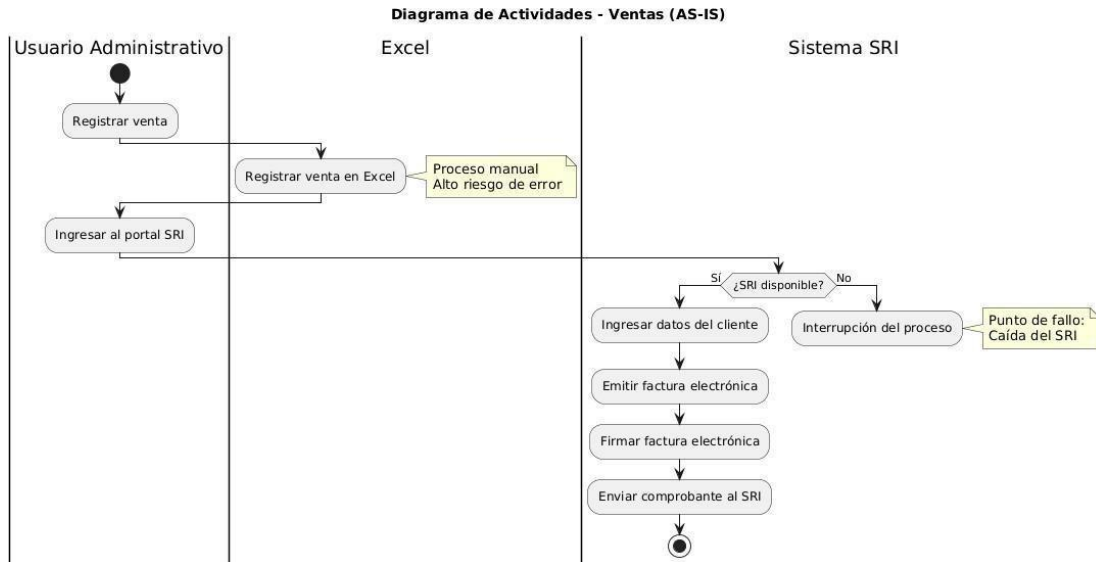 Diagrama de Actividades - Ventas (AS-IS)
Usuario Administrativo
Excel
Sistema SRI
Registrar venta
Registrar venta en Excel
Proceso manual
Alto riesgo de error
Ingresar al portal SRI
Sí
¿SRI disponible?
No
Ingresar datos del cliente
Interrupción del proceso
Punto de fallo:
Caída del SRI
Emitir factura electrónica
Firmar factura electrónica
Enviar comprobante al SRI